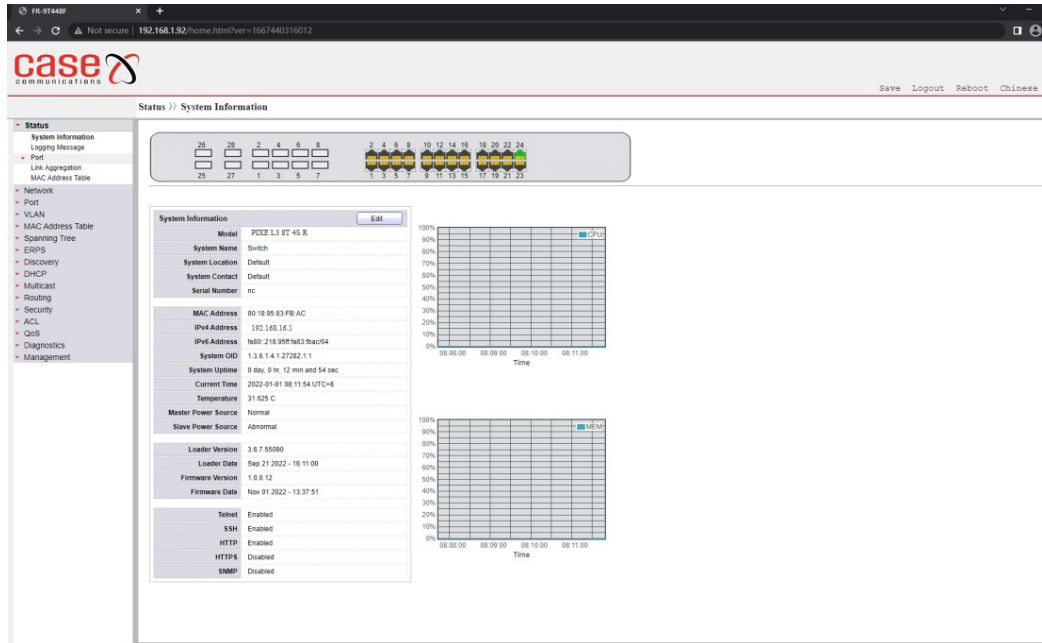 FR-9T448F
Not secure | 192.168.1.92/home.html?ver=1667440316012
case
communications
Save Logout Reboot Chinese
Status » System Information
Status
System Information
Logging Message
Port
Link Aggregation
MAC Address Table
Network
Port
VLAN
MAC Address Table
Spanning Tree
ERPS
Discovery
DHCP
Multicast
Routing
Security
ACL
QoS
Diagnostics
Management
26 28 2 4 6 8 2 4 6 8 10 12 14 16 18 20 22 24
25 27 1 3 5 7 1 3 5 7 9 11 13 15 17 19 21 23
System Information Edit
Model PIXIE L3 8T 4S R
System Name Switch
System Location Default
System Contact Default
Serial Number nc
MAC Address 00:18:95:83:FB:AC
IPv4 Address 192.168.16.1
IPv6 Address fe80::218:95ff:fe83:fbac/64
System OID 1.3.6.1.4.1.27282.1.1
System Uptime 0 day, 0 hr, 12 min and 54 sec
Current Time 2022-01-01 08:11:54 UTC+8
Temperature 31.625 C
Master Power Source Normal
Slave Power Source Abnormal
Loader Version 3.6.7.55090
Loader Date Sep 21 2022 - 16:11:00
Firmware Version 1.0.0.12
Firmware Date Nov 01 2022 - 13:37:51
Telnet Enabled
SSH Enabled
HTTP Enabled
HTTPS Disabled
SNMP Disabled
100%
90%
80%
70%
60%
50%
40%
30%
20%
10%
0%
CPU
08:08:00 08:09:00 08:10:00 08:11:00
Time
100%
90%
80%
70%
60%
50%
40%
30%
20%
10%
0%
MEM
08:08:00 08:09:00 08:10:00 08:11:00
Time